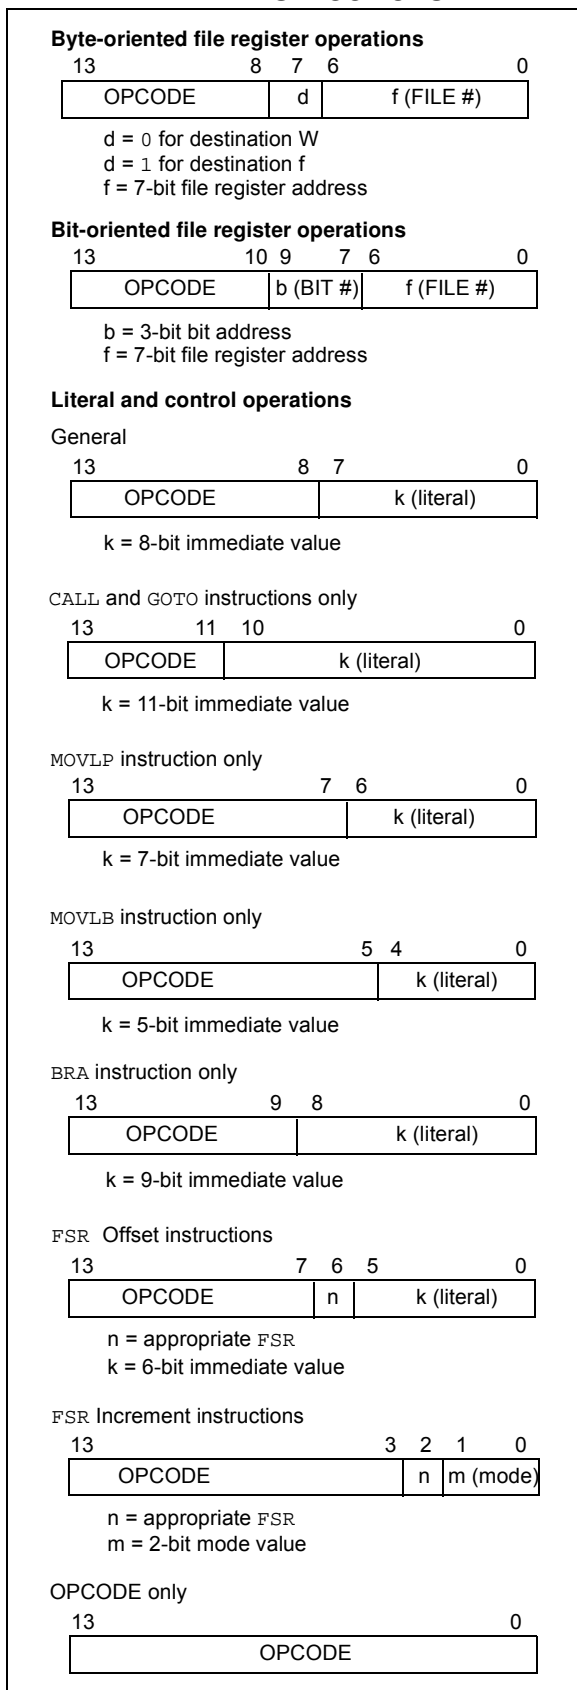 Byte-oriented file register operations
13 8 7 6 0
OPCODE d f (FILE #)
d = 0 for destination W
d = 1 for destination f
f = 7-bit file register address
Bit-oriented file register operations
13 10 9 7 6 0
OPCODE b (BIT #) f (FILE #)
b = 3-bit bit address
f = 7-bit file register address
Literal and control operations
General
13 8 7 0
OPCODE k (literal)
k = 8-bit immediate value
CALL and GOTO instructions only
13 11 10 0
OPCODE k (literal)
k = 11-bit immediate value
MOVLP instruction only
13 7 6 0
OPCODE k (literal)
k = 7-bit immediate value
MOVLB instruction only
13 5 4 0
OPCODE k (literal)
k = 5-bit immediate value
BRA instruction only
13 9 8 0
OPCODE k (literal)
k = 9-bit immediate value
FSR Offset instructions
13 7 6 5 0
OPCODE n k (literal)
n = appropriate FSR
k = 6-bit immediate value
FSR Increment instructions
13 3 2 1 0
OPCODE n m (mode)
n = appropriate FSR
m = 2-bit mode value
OPCODE only
13 0
OPCODE